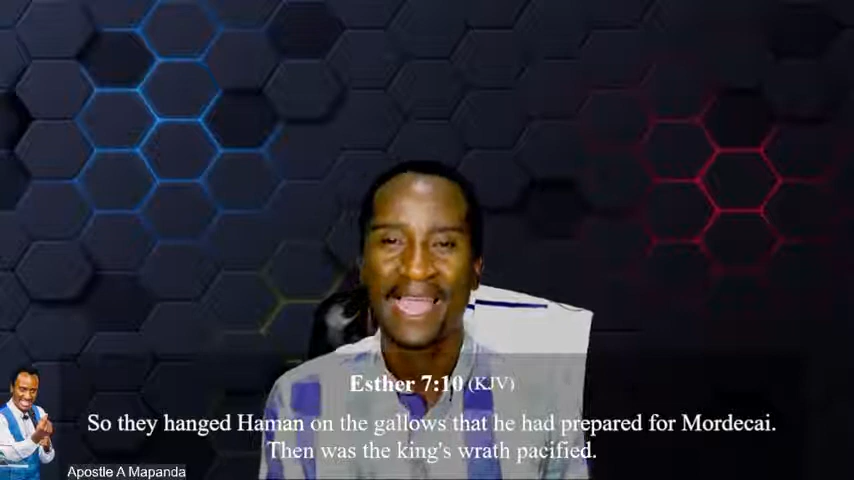 Esther 7:10 (KJV)
So they hanged Haman on the gallows that he had prepared for Mordecai.
Then was the king's wrath pacified.
Apostle A Mapanda